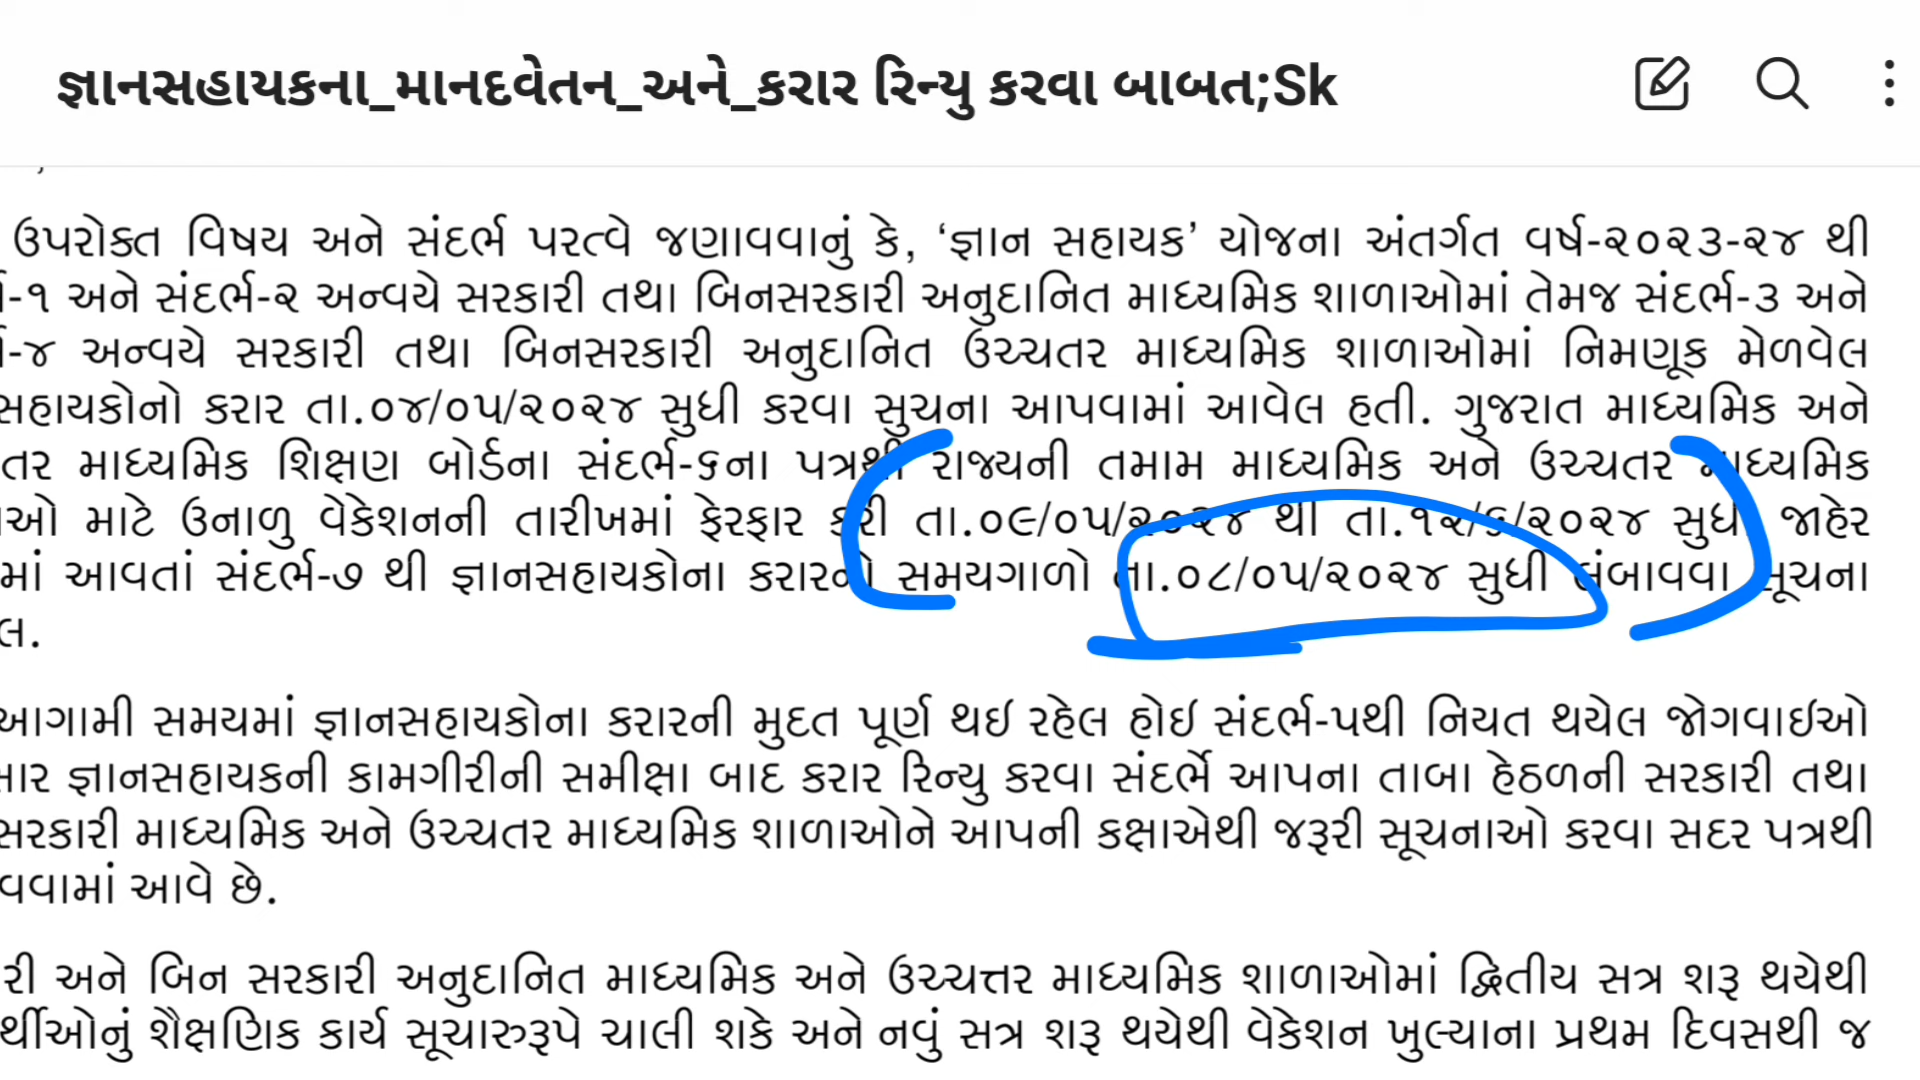 જ્ઞાનસહાયકના_માનદવેતન_અને_કરાર રિન્યુ કરવા બાબત;Sk
ઉપરોક્ત વિષય અને સંદર્ભ પરત્વે જણાવવાનું કે, ‘જ્ઞાન સહાયક’ યોજના અંતર્ગત વર્ષ-૨૦૨૩-૨૪ થી
-૧ અને સંદર્ભ-૨ અન્વયે સરકારી તથા બિનસરકારી અનુદાનિત માધ્યમિક શાળાઓમાં તેમજ સંદર્ભ-૩ અને
-૪ અન્વયે સરકારી તથા બિનસરકારી અનુદાનિત ઉચ્ચતર માધ્યમિક શાળાઓમાં નિમણૂક મેળવેલ
સહાયકોનો કરાર તા.૦૪/૦૫/૨૦૨૪ સુધી કરવા સુચના આપવામાં આવેલ હતી. ગુજરાત માધ્યમિક અને
તર માધ્યમિક શિક્ષણ બોર્ડના સંદર્ભ-૬ના પત્રથી રાજ્યની તમામ માધ્યમિક અને ઉચ્ચતર માધ્યમિક
ઓ માટે ઉનાળુ વેકેશનની તારીખમાં ફેરફાર કરી તા.૦૯/૦૫/૨૦૨૪ થી તા.૧૨/૬/૨૦૨૪ સુધી જાહેર
માં આવતાં સંદર્ભ-૭ થી જ્ઞાનસહાયકોના કરારનો સમયગાળો તા.૦૮/૦૫/૨૦૨૪ સુધી લંબાવવા સૂચના
લ.
આગામી સમયમાં જ્ઞાનસહાયકોના કરારની મુદત પૂર્ણ થઇ રહેલ હોઇ સંદર્ભ-૫થી નિયત થયેલ જોગવાઈઓ
સાર જ્ઞાનસહાયકની કામગીરીની સમીક્ષા બાદ કરાર રિન્યુ કરવા સંદર્ભે આપના તાબા હેઠળની સરકારી તથા
સરકારી માધ્યમિક અને ઉચ્ચતર માધ્યમિક શાળાઓને આપની કક્ષાએથી જરૂરી સૂચનાઓ કરવા સદર પત્રથી
વવામાં આવે છે.
રી અને બિન સરકારી અનુદાનિત માધ્યમિક અને ઉચ્ચત્તર માધ્યમિક શાળાઓમાં દ્વિતીય સત્ર શરૂ થયેથી
ર્થીઓનું શૈક્ષણિક કાર્ય સૂચારુરૂપે ચાલી શકે અને નવું સત્ર શરૂ થયેથી વેકેશન ખુલ્યાના પ્રથમ દિવસથી જ